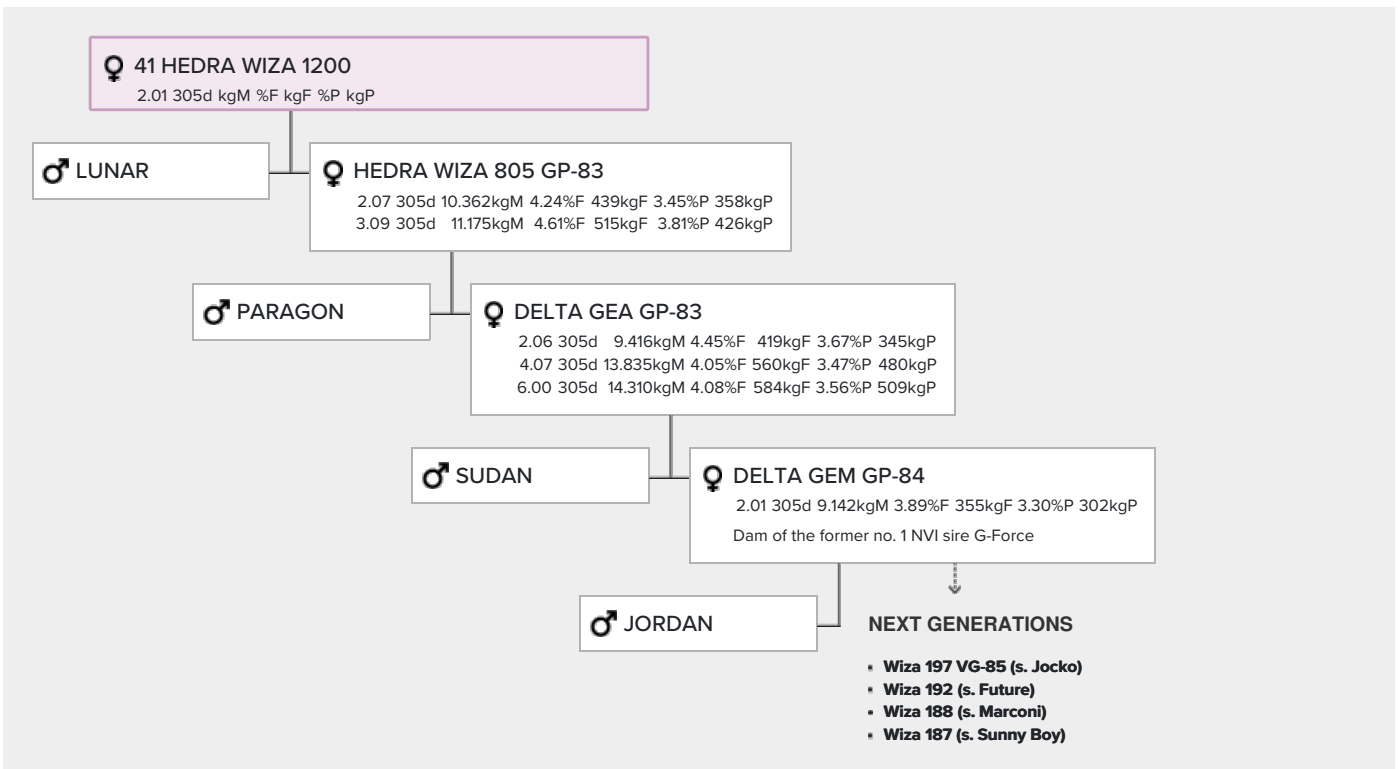 41 HEDRA WIZA 1200
2.01 305d kgM %F kgF %P kgP
LUNAR
HEDRA WIZA 805 GP-83
2.07 305d 10.362kgM 4.24%F 439kgF 3.45%P 358kgP
3.09 305d 11.175kgM 4.61%F 515kgF 3.81%P 426kgP
PARAGON
DELTA GEA GP-83
2.06 305d 9.416kgM 4.45%F 419kgF 3.67%P 345kgP
4.07 305d 13.835kgM 4.05%F 560kgF 3.47%P 480kgP
6.00 305d 14.310kgM 4.08%F 584kgF 3.56%P 509kgP
SUDAN
DELTA GEM GP-84
2.01 305d 9.142kgM 3.89%F 355kgF 3.30%P 302kgP
Dam of the former no. 1 NVI sire G-Force
JORDAN
NEXT GENERATIONS
▪ Wiza 197 VG-85 (s. Jocko)
▪ Wiza 192 (s. Future)
▪ Wiza 188 (s. Marconi)
▪ Wiza 187 (s. Sunny Boy)